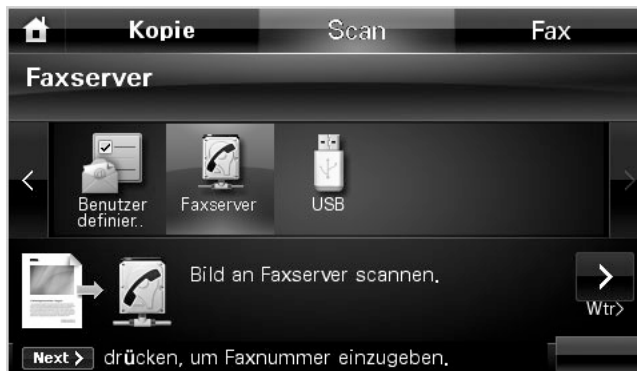 Kopie Scan Fax
Faxserver
Benutzer Faxserver USB
definier..
Bild an Faxserver scannen.
Wtr>
Next > drücken, um Faxnummer einzugeben.